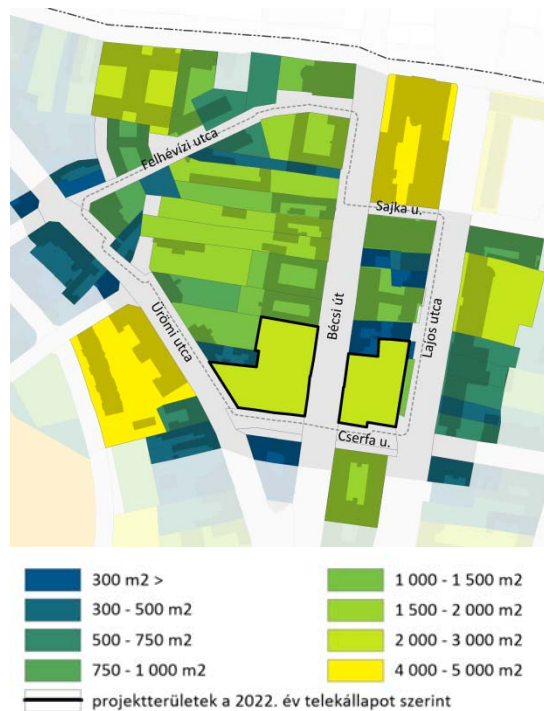 Felhévízi utca
Sajka u.
Bécsi út
Lajos utca
Ürömi utca
Cserfa u.
300 m2 >
300 - 500 m2
500 - 750 m2
750 - 1 000 m2
1 000 - 1 500 m2
1 500 - 2 000 m2
2 000 - 3 000 m2
4 000 - 5 000 m2
projektterületek a 2022. év telekállapot szerint